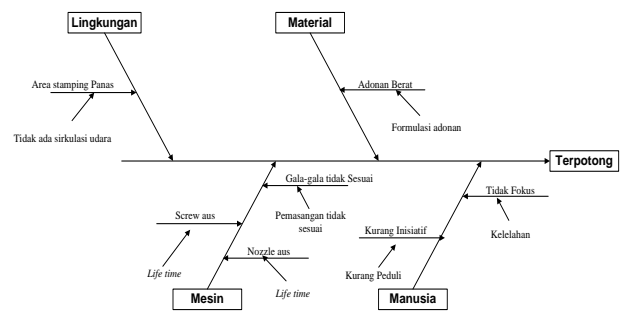 Lingkungan
Material
Area stamping Panas
Adonan Berat
Tidak ada sirkulasi udara
Formulasi adonan
Terpotong
Gala-gala tidak Sesuai
Tidak Fokus
Screw aus
Pemasangan tidak
sesuai
Kurang Inisiatif
Kelelahan
Nozzle aus
Life time
Kurang Peduli
Mesin
Life time
Manusia